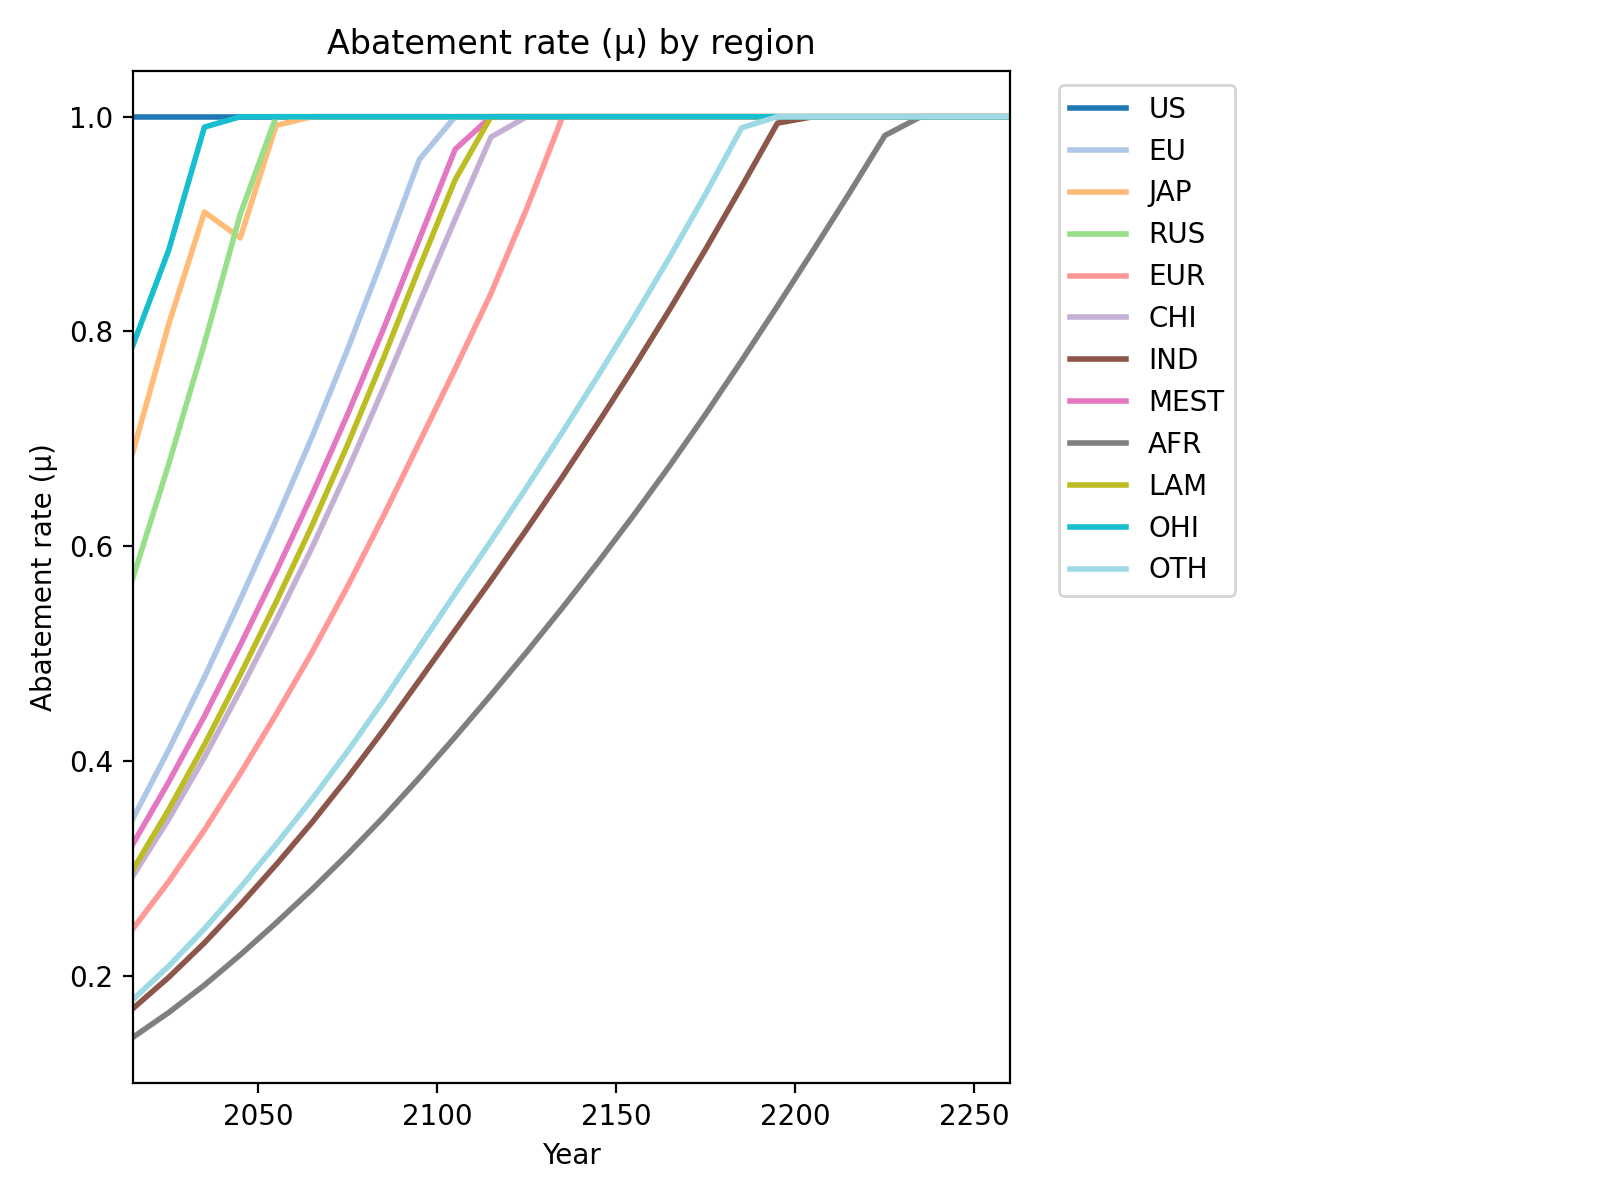 Abatement rate (μ) by region
Abatement rate (μ)
1.0
0.8
0.6
0.4
0.2
2050
2100
2150
2200
2250
Year
US
EU
JAP
RUS
EUR
CHI
IND
MEST
AFR
LAM
OHI
OTH